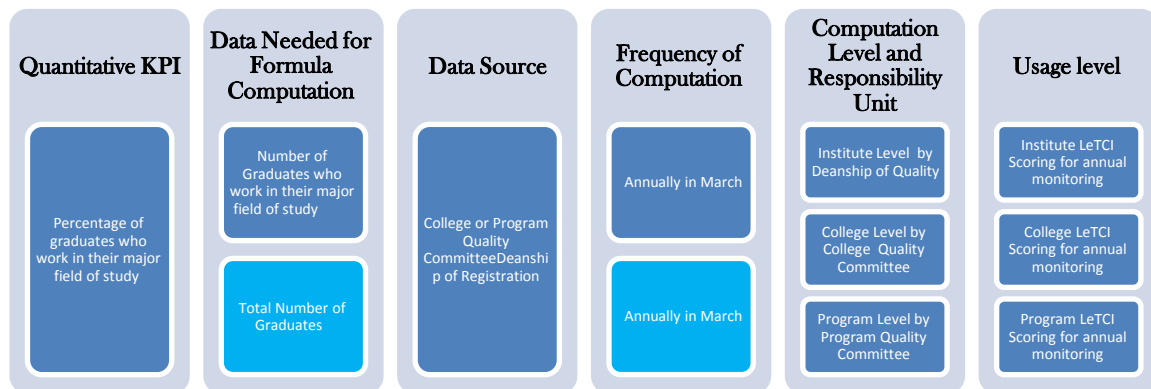 Quantitative KPI
Percentage of
graduates who
work in their major
field of study
Data Needed for
Formula
Computation
Number of
Graduates who
work in their major
field of study
Total Number of
Graduates
Data Source
College or Program
Quality
CommitteeDeanshi
p of Registration
Frequency of
Computation
Annually in March
Annually in March
Computation
Level and
Responsibility
Unit
Institute Level by
Deanship of Quality
College Level by
College Quality
Committee
Program Level by
Program Quality
Committee
Usage level
Institute LeTCI
Scoring for annual
monitoring
College LeTCI
Scoring for annual
monitoring
Program LeTCI
Scoring for annual
monitoring